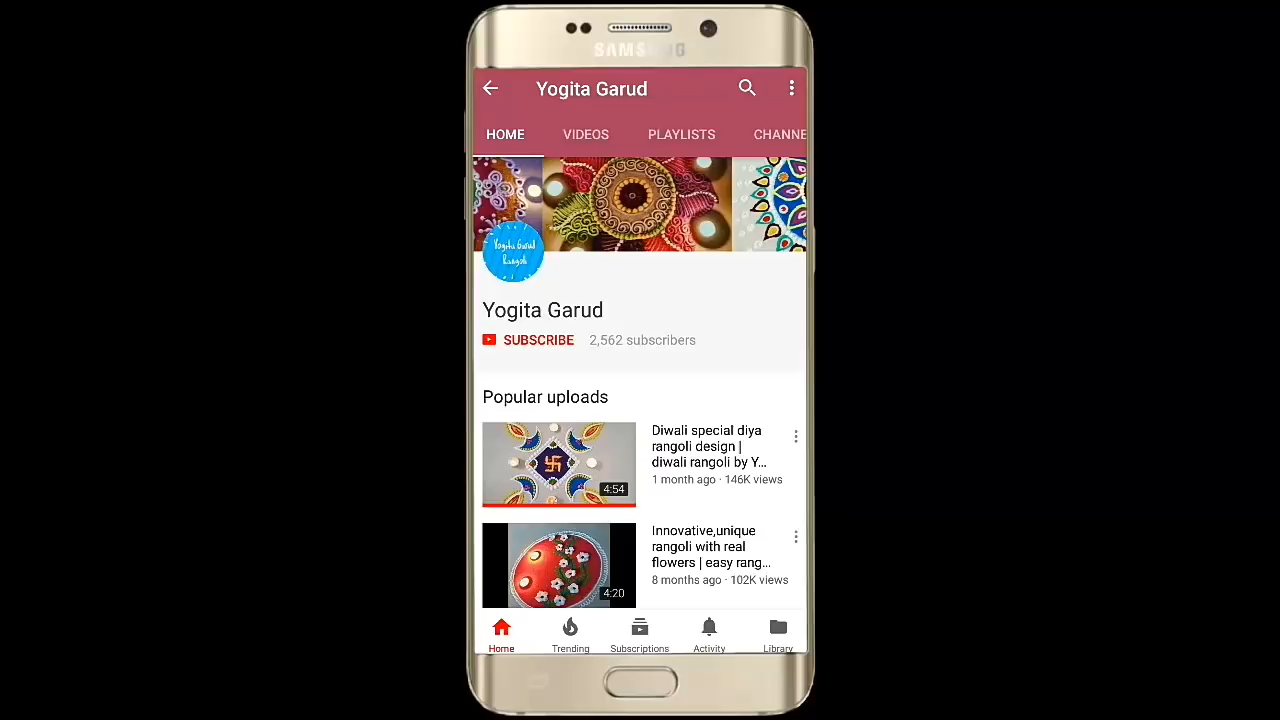 SAMSUNG
Yogita Garud
HOME VIDEOS PLAYLISTS CHANNE
Yogita Garud
Rangoli
Yogita Garud
SUBSCRIBE 2,562 subscribers
Popular uploads
Diwali special diya
rangoli design |
diwali rangoli by Y...
1 month ago · 146K views
4:54
Innovative,unique
rangoli with real
flowers | easy rang...
8 months ago · 102K views
4:20
Home Trending Subscriptions Activity Library